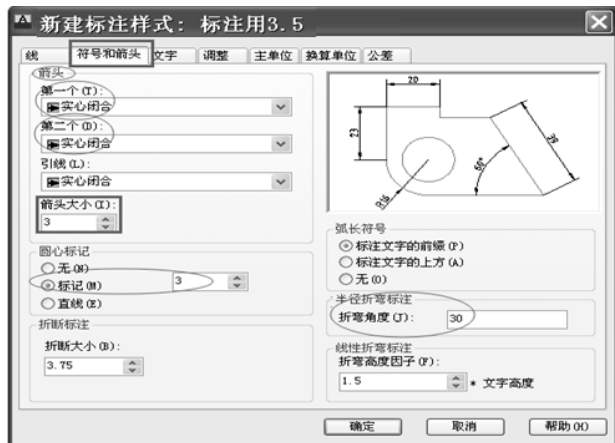 新建标注样式: 标注用3.5
线 符号和箭头 文字 调整 主单位 换算单位 公差
箭头
第一个(T):
实心闭合
第二个(D):
实心闭合
引线(L):
实心闭合
箭头大小(I):
3
圆心标记
无(N)
标记(M) 3
直线(E)
折断标注
折断大小(B):
3.75
20
23
39
60°
R16
弧长符号
标注文字的前缀(P)
标注文字的上方(A)
无(O)
半径折弯标注
折弯角度(J): 30
线性折弯标注
折弯高度因子(F):
1.5 * 文字高度
确定 取消 帮助(H)